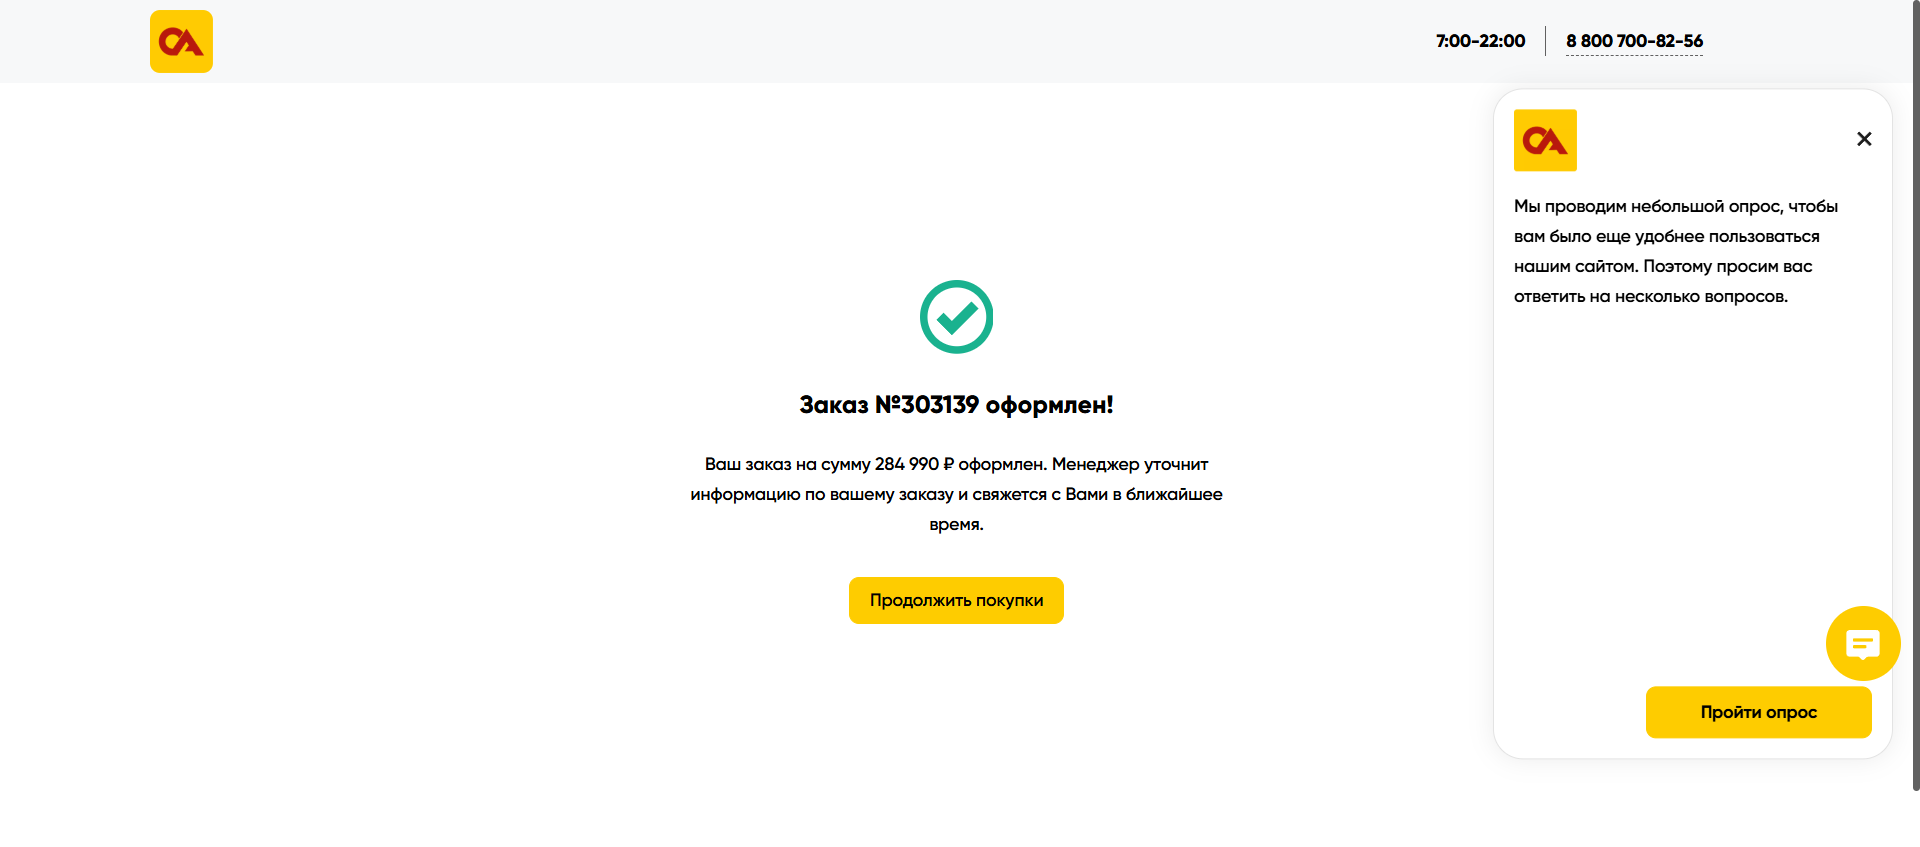 СА
7:00-22:00
8 800 700-82-56
СА
Мы проводим небольшой опрос, чтобы
вам было еще удобнее пользоваться
нашим сайтом. Поэтому просим вас
ответить на несколько вопросов.
Заказ №303139 оформлен!
Ваш заказ на сумму 284 990 ₽ оформлен. Менеджер уточнит
информацию по вашему заказу и свяжется с Вами в ближайшее
время.
Продолжить покупки
Пройти опрос